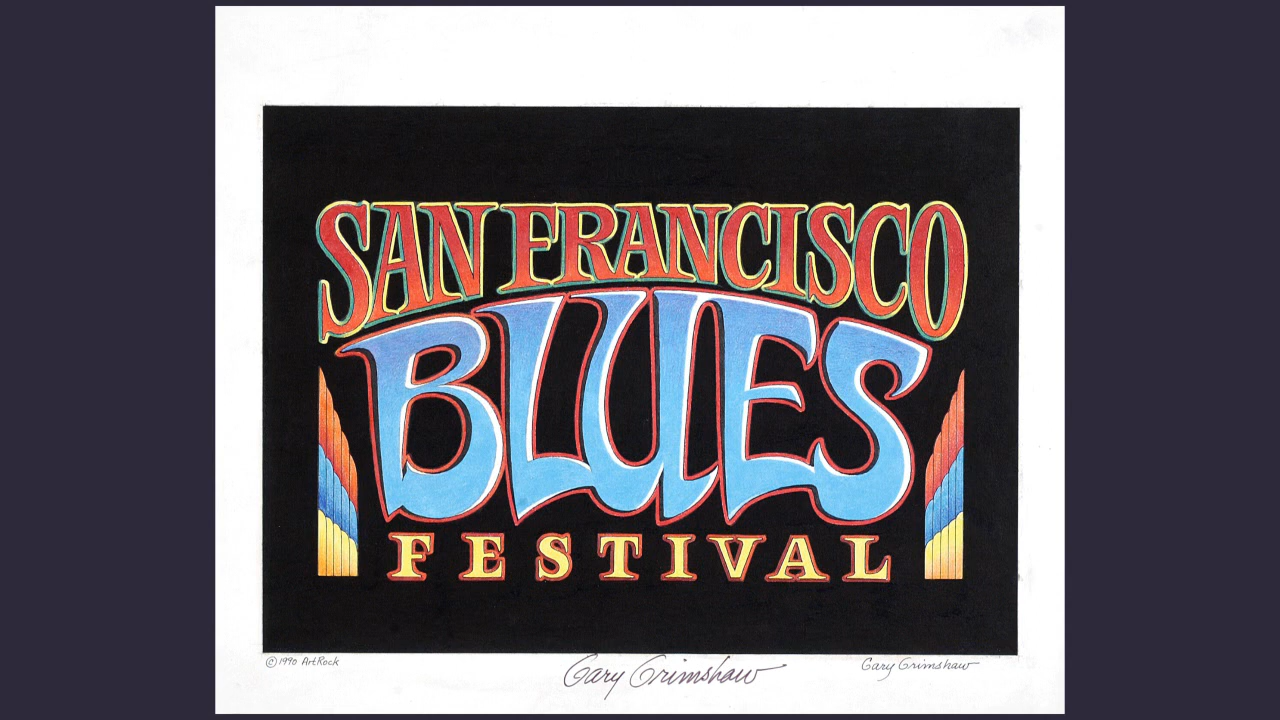 SAN FRANCISCO
BLUES
FESTIVAL
© 1990 ArtRock
Gary Grimshaw
Gary Grimshaw